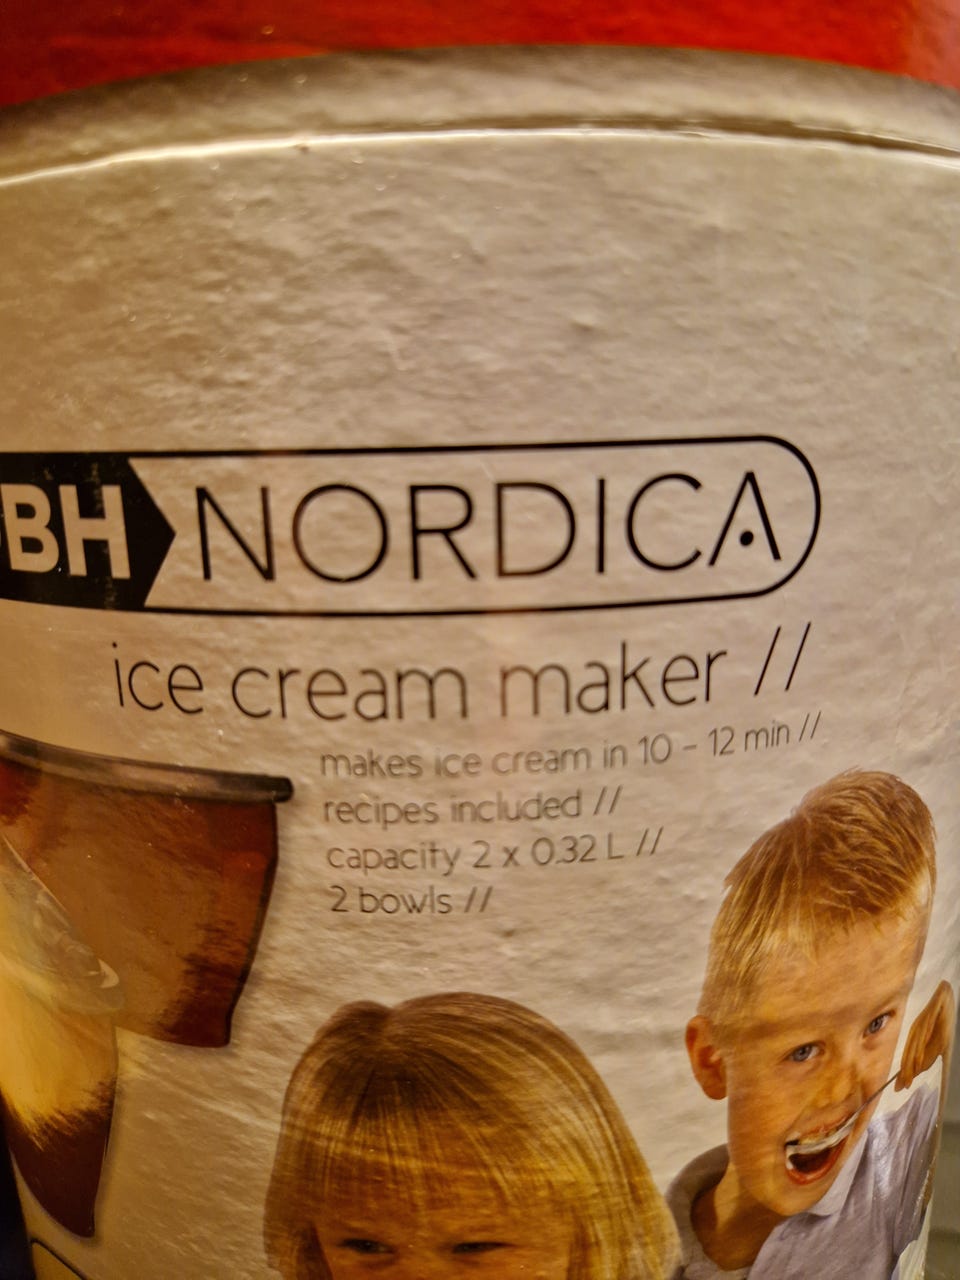 BH NORDICA
ice cream maker //
makes ice cream in 10 - 12 min //
recipes included //
capacity 2 x 0.32 L //
2 bowls //